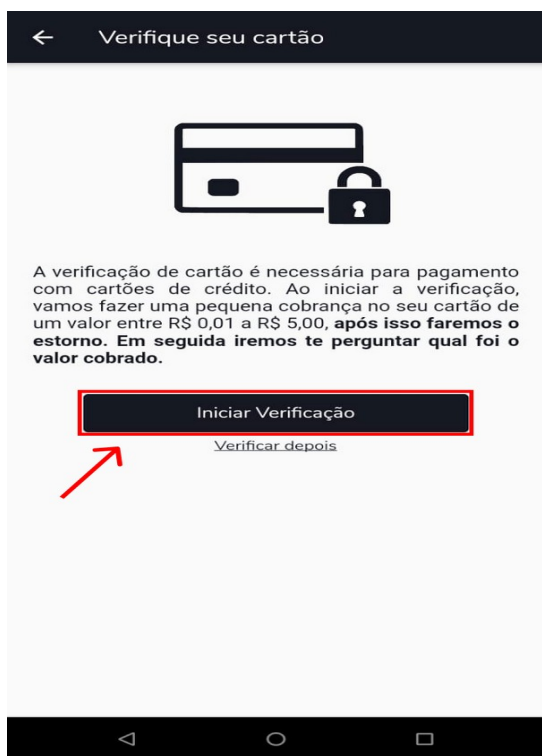 Verifique seu cartão
A verificação de cartão é necessária para pagamento
com cartões de crédito. Ao iniciar a verificação,
vamos fazer uma pequena cobrança no seu cartão de
um valor entre R$ 0,01 a R$ 5,00, após isso faremos o
estorno. Em seguida iremos te perguntar qual foi o
valor cobrado.
Iniciar Verificação
Verificar depois